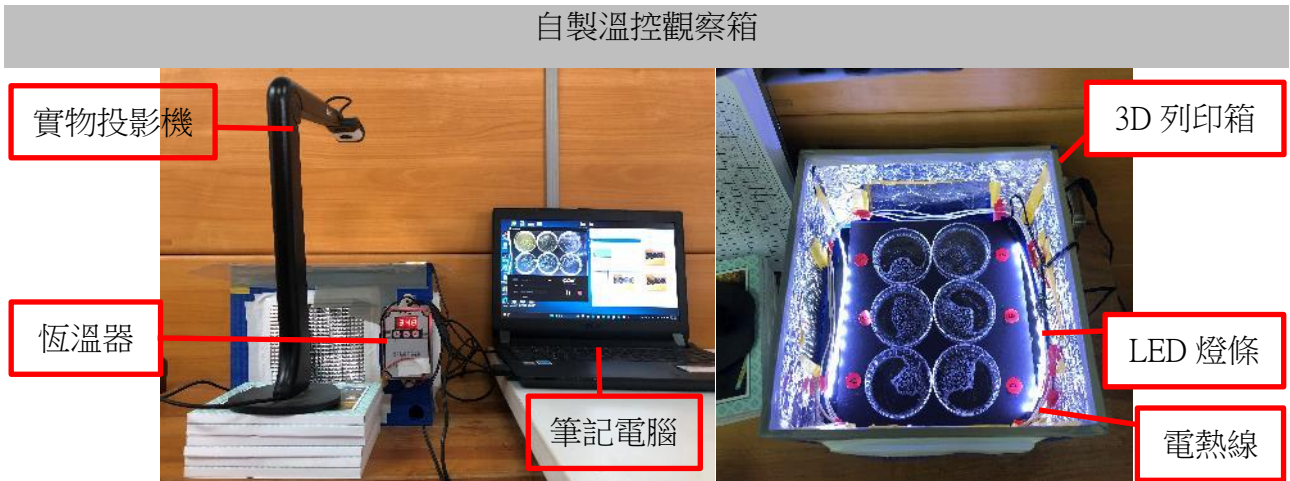 自製溫控觀察箱
實物投影機
3D 列印箱
恆溫器
LED 燈條
筆記電腦
電熱線